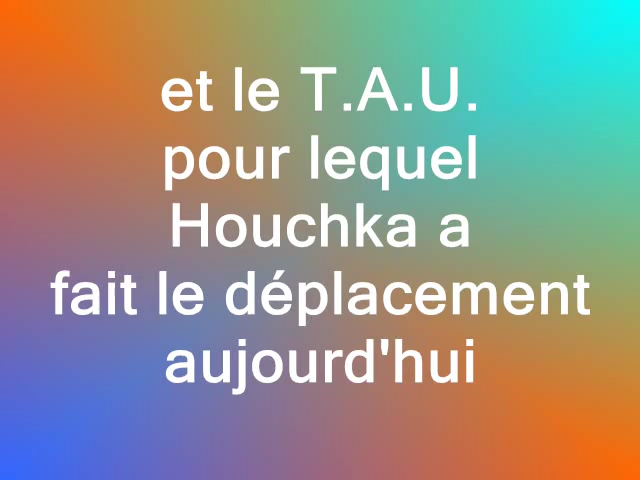 et le T.A.U.
pour lequel
Houchka a
fait le déplacement
aujourd'hui